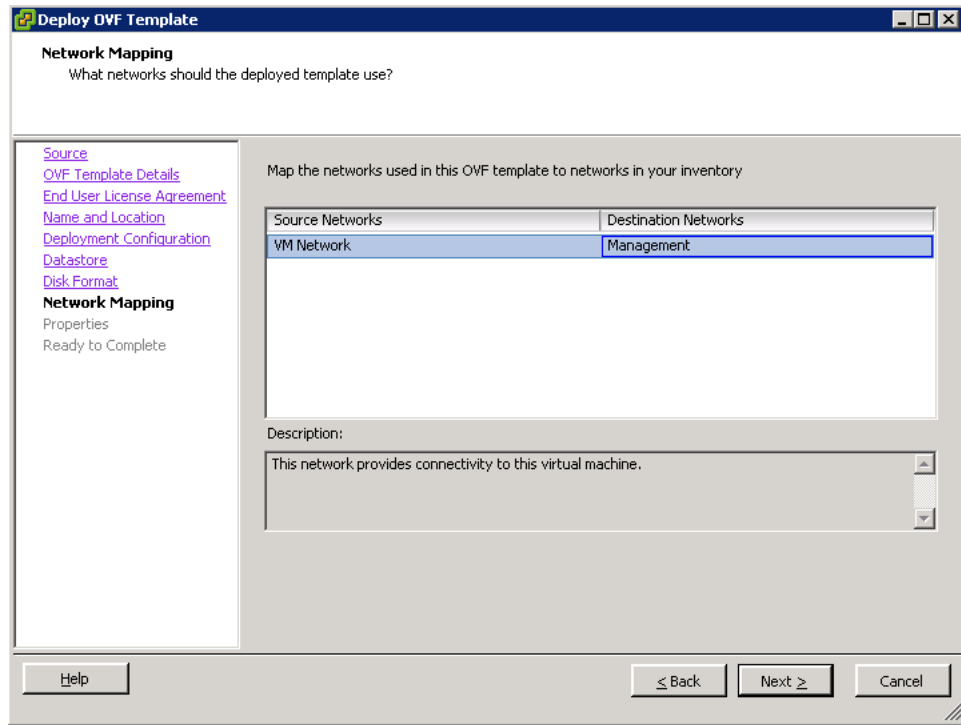 Deploy OVF Template
Network Mapping
What networks should the deployed template use?
Source
OVF Template Details
End User License Agreement
Name and Location
Deployment Configuration
Datastore
Disk Format
Network Mapping
Properties
Ready to Complete
Map the networks used in this OVF template to networks in your inventory
Source Networks Destination Networks
VM Network Management
Description:
This network provides connectivity to this virtual machine.
Help ≤ Back Next ≥ Cancel